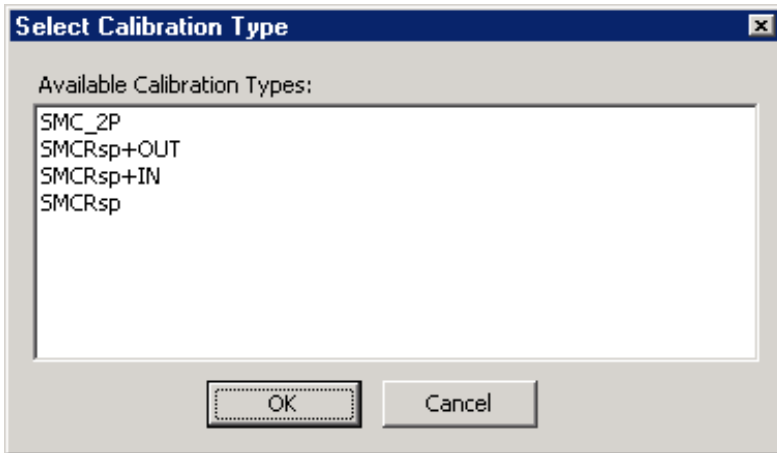 Select Calibration Type
Available Calibration Types:
SMC_2P
SMCRsp+OUT
SMCRsp+IN
SMCRsp
OK
Cancel